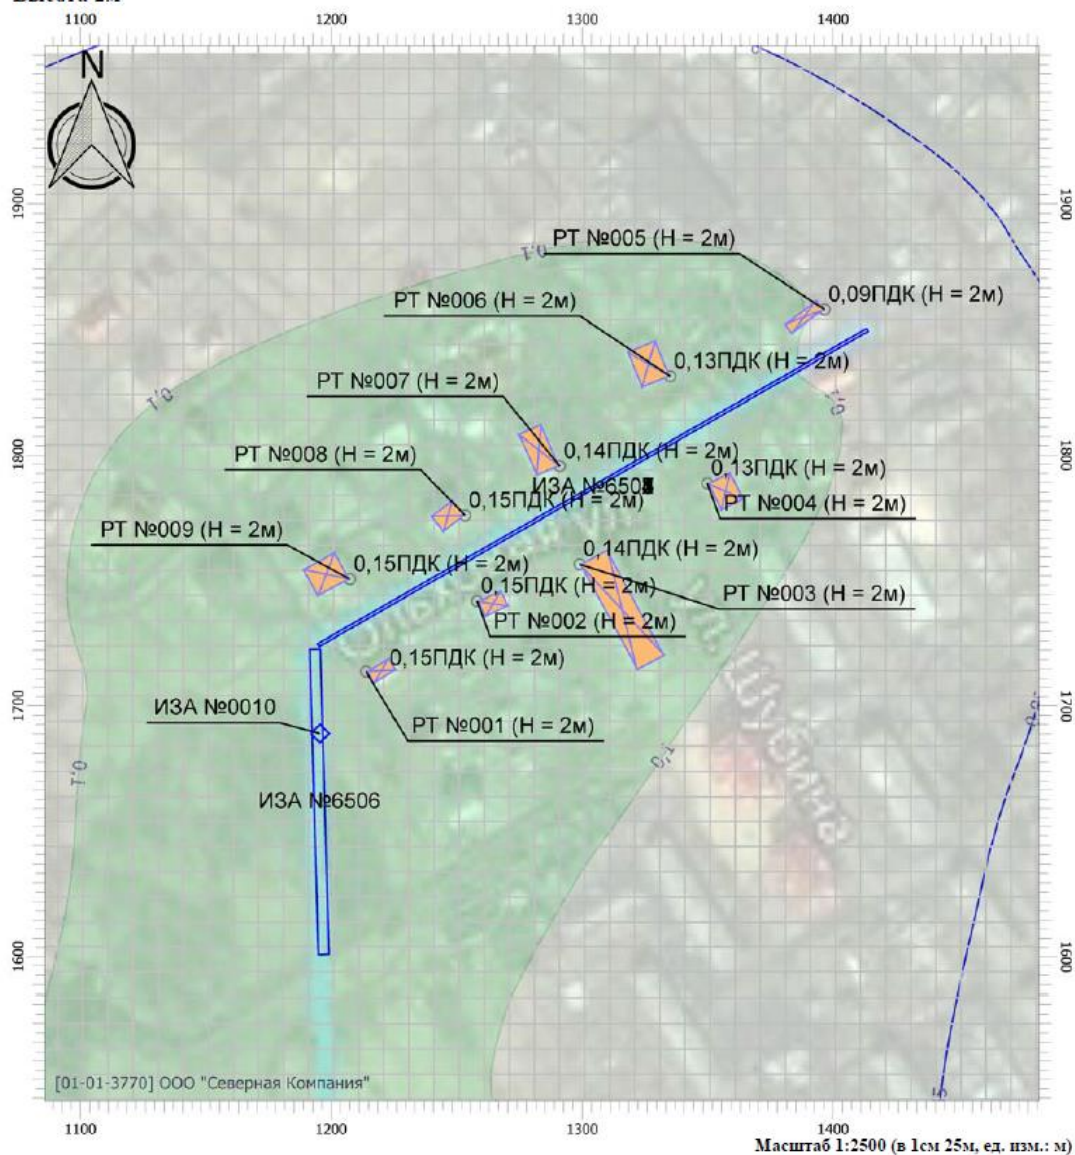 1100 1200 1300 1400
N
1900 1900
0,1
РТ №005 (H = 2м)
0,09ПДК (H = 2м)
РТ №006 (H = 2м)
0,13ПДК (H = 2м)
РТ №007 (H = 2м)
0,1
0,1
1800 1800
РТ №008 (H = 2м)
0,14ПДК (H = 2м)
0,13ПДК (H = 2м)
ИЗА №650
0,15ПДК (H = 2м)
РТ №004 (H = 2м)
РТ №009 (H = 2м)
0,14ПДК (H = 2м)
0,15ПДК (H = 2м)
0,15ПДК (H = 2м)
РТ №003 (H = 2м)
РТ №002 (H = 2м)
ул. Шубина
0,15ПДК (H = 2м)
1700 1700
ИЗА №0010
РТ №001 (H = 2м)
0,1
0,1
ИЗА №6506
1600 1600
[01-01-3770] ООО "Северная Компания"
1100 1200 1300 1400
Масштаб 1:2500 (в 1см 25м, ед. изм.: м)